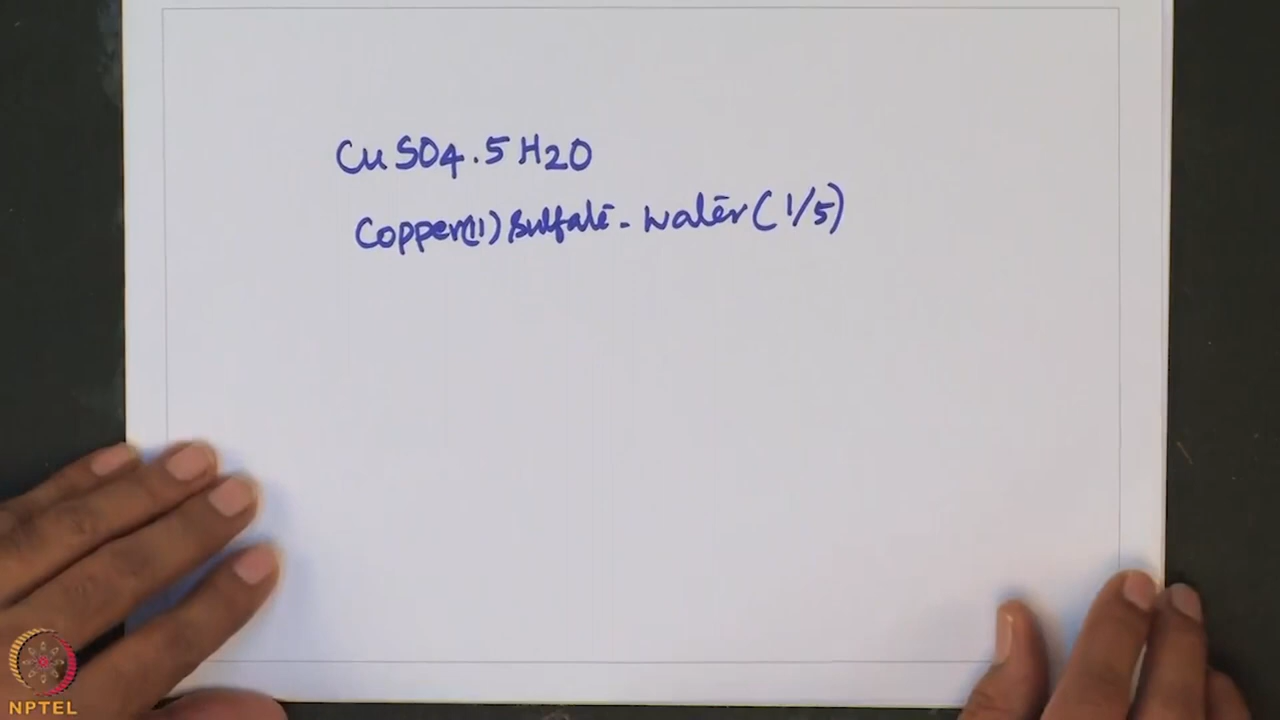 CuSO4.5H2O
Copper(II) sulfate - water (1/5)
NPTEL